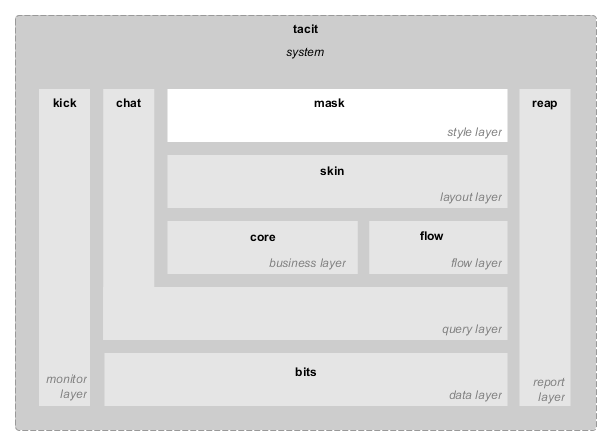 tacit
system
kick
chat
mask
reap
style layer
skin
layout layer
core
flow
business layer
flow layer
query layer
bits
monitor
layer
data layer
report
layer